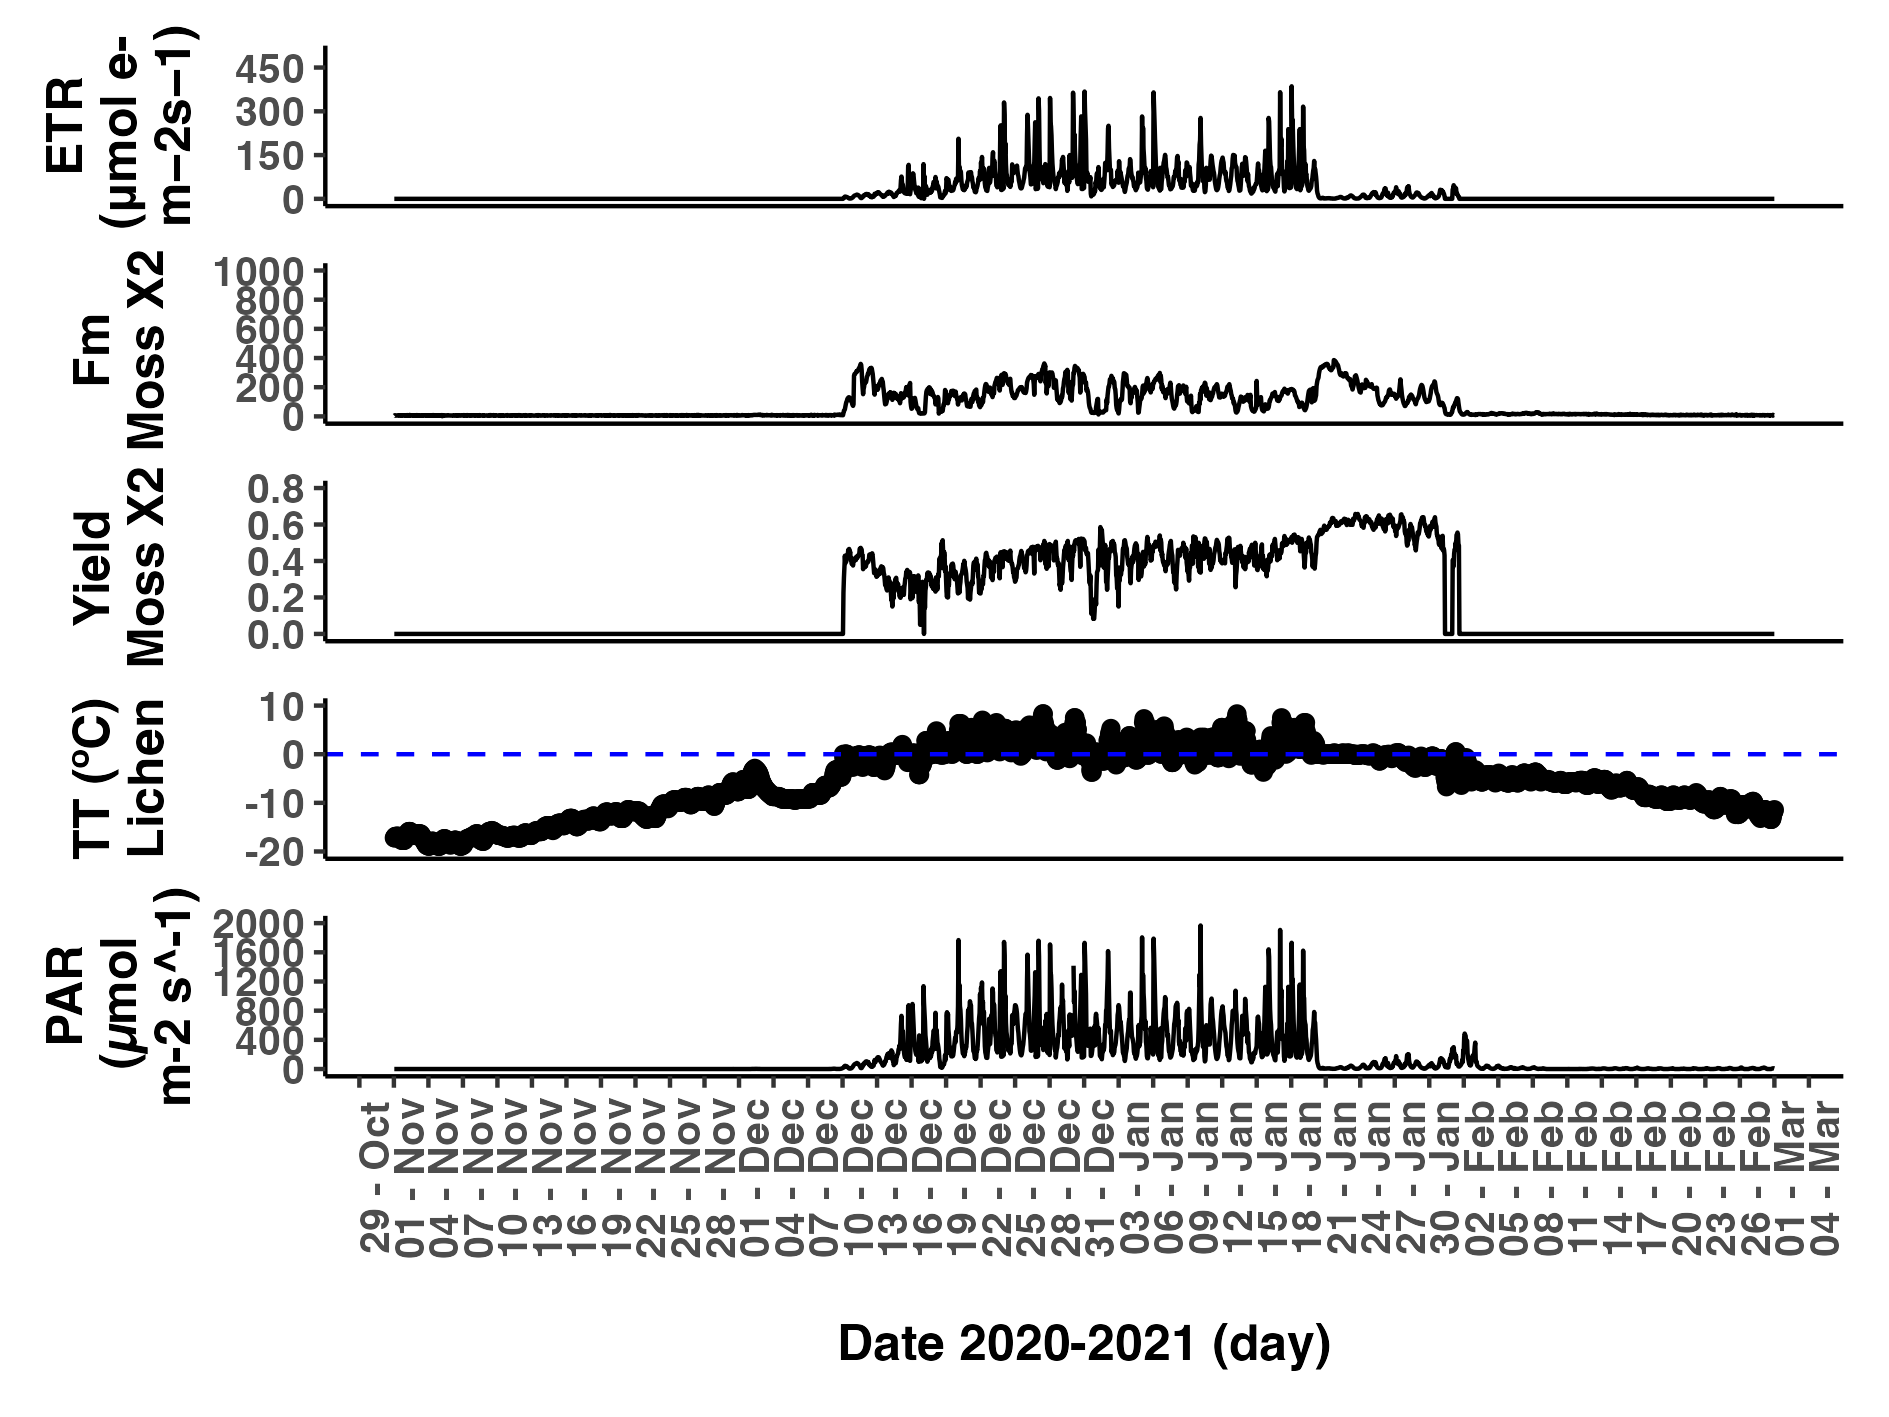 ETR
(µmol e-
m–2s–1)
450
300
150
0
Fm
Moss X2
1000
800
600
400
200
0
Yield
Moss X2
0.8
0.6
0.4
0.2
0.0
TT (ºC)
Lichen
10
0
-10
-20
PAR
(µmol
m-2 s^-1)
2000
1600
1200
800
400
0
29 - Oct
01 - Nov
04 - Nov
07 - Nov
10 - Nov
13 - Nov
16 - Nov
19 - Nov
22 - Nov
25 - Nov
28 - Nov
01 - Dec
04 - Dec
07 - Dec
10 - Dec
13 - Dec
16 - Dec
19 - Dec
22 - Dec
25 - Dec
28 - Dec
31 - Dec
03 - Jan
06 - Jan
09 - Jan
12 - Jan
15 - Jan
18 - Jan
21 - Jan
24 - Jan
27 - Jan
30 - Jan
02 - Feb
05 - Feb
08 - Feb
11 - Feb
14 - Feb
17 - Feb
20 - Feb
23 - Feb
26 - Feb
01 - Mar
04 - Mar
Date 2020-2021 (day)